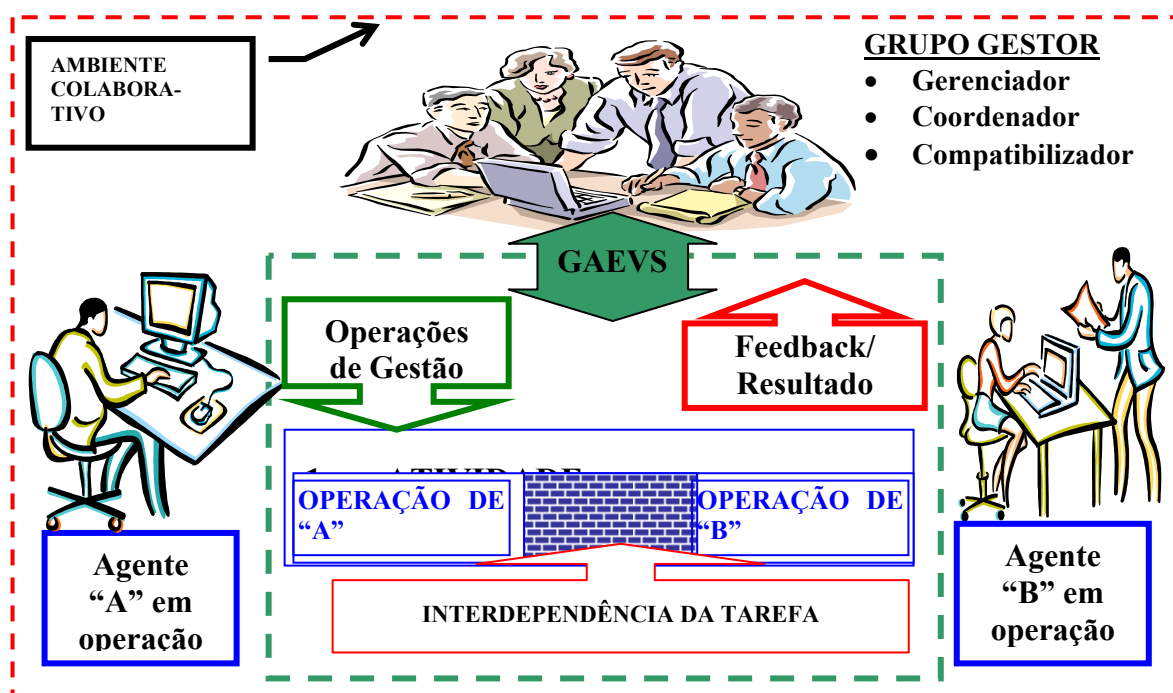 AMBIENTE
COLABORA-
TIVO
GRUPO GESTOR
• Gerenciador
• Coordenador
• Compatibilizador
GAEVS
Operações
de Gestão
Feedback/
Resultado
ATIVIDADE
OPERAÇÃO DE
“A”
OPERAÇÃO DE
“B”
INTERDEPENDÊNCIA DA TAREFA
Agente
“A” em
operação
Agente
“B” em
operação